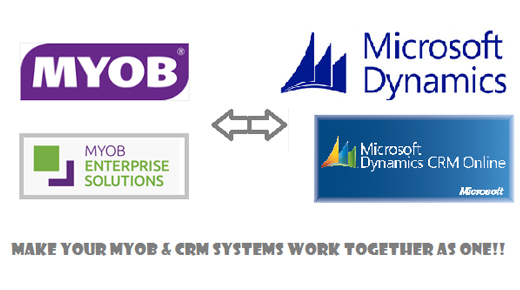 MYOB®
Microsoft
Dynamics
MYOB
ENTERPRISE
SOLUTIONS
Microsoft
Dynamics CRM Online
Microsoft
MAKE YOUR MYOB & CRM SYSTEMS WORK TOGETHER AS ONE!!